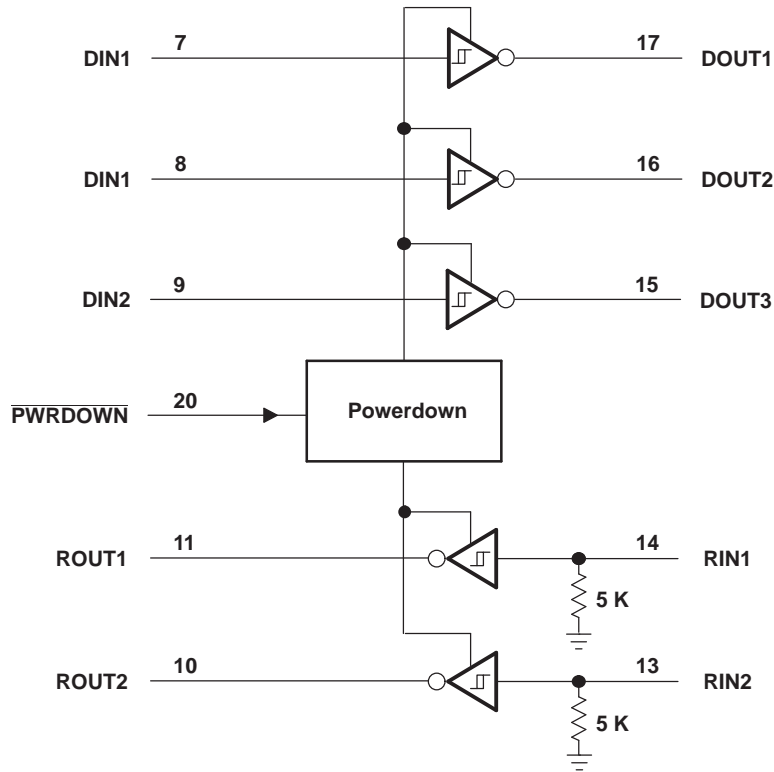 DIN1 7 17 DOUT1
DIN1 8 16 DOUT2
DIN2 9 15 DOUT3
PWRDOWN 20 Powerdown
ROUT1 11 14 RIN1
5 K
ROUT2 10 13 RIN2
5 K